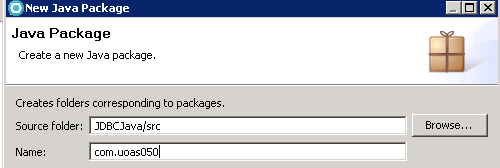 New Java Package
Java Package
Create a new Java package.
Creates folders corresponding to packages.
Source folder: JDBCJava/src Browse...
Name: com.uoas050